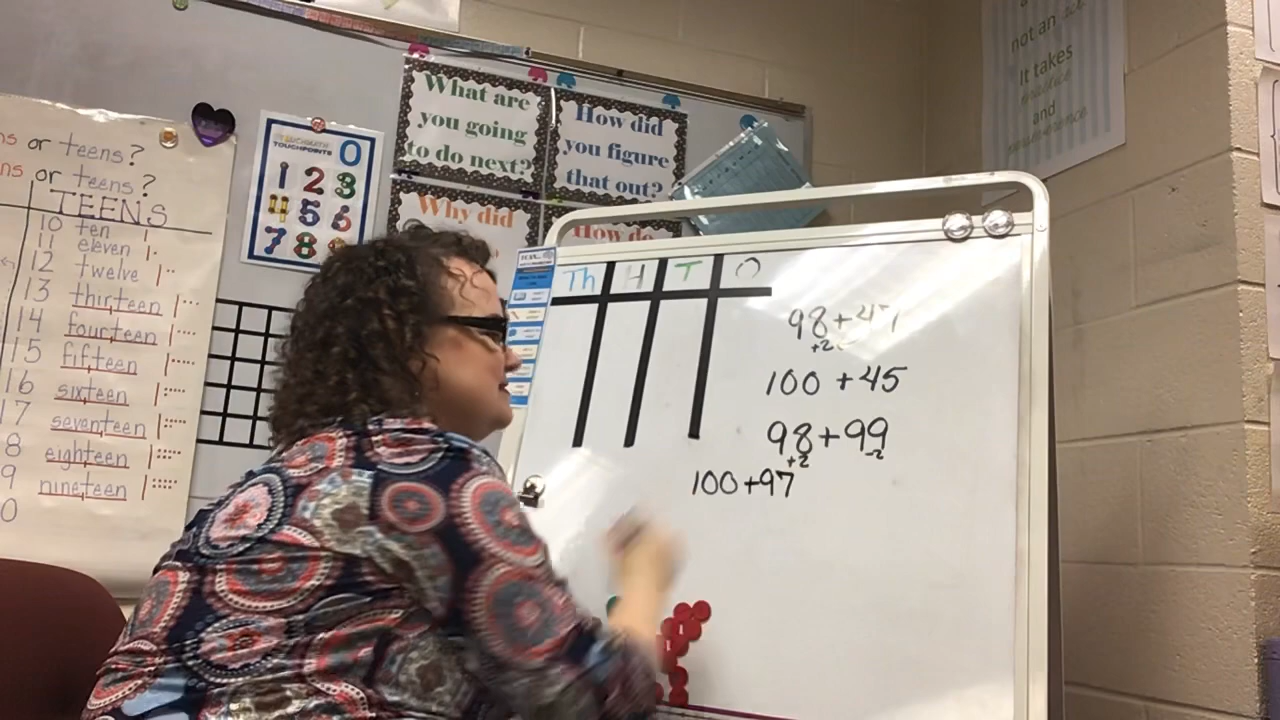 or teens?
or teens?
TEENS
10 ten
11 eleven
12 twelve
13 thirteen
14 fourteen
15 fifteen
16 sixteen
17 seventeen
8 eighteen
9 nineteen
0
TOUCHPOINTS
0
1 2 3
4 5 6
7 8 9
What are
you going
to do next?
How did
you figure
that out?
Why did
How do
not an
It takes
and
Th H T O
98+47
+2
100+45
98+99
+2 -2
100+97